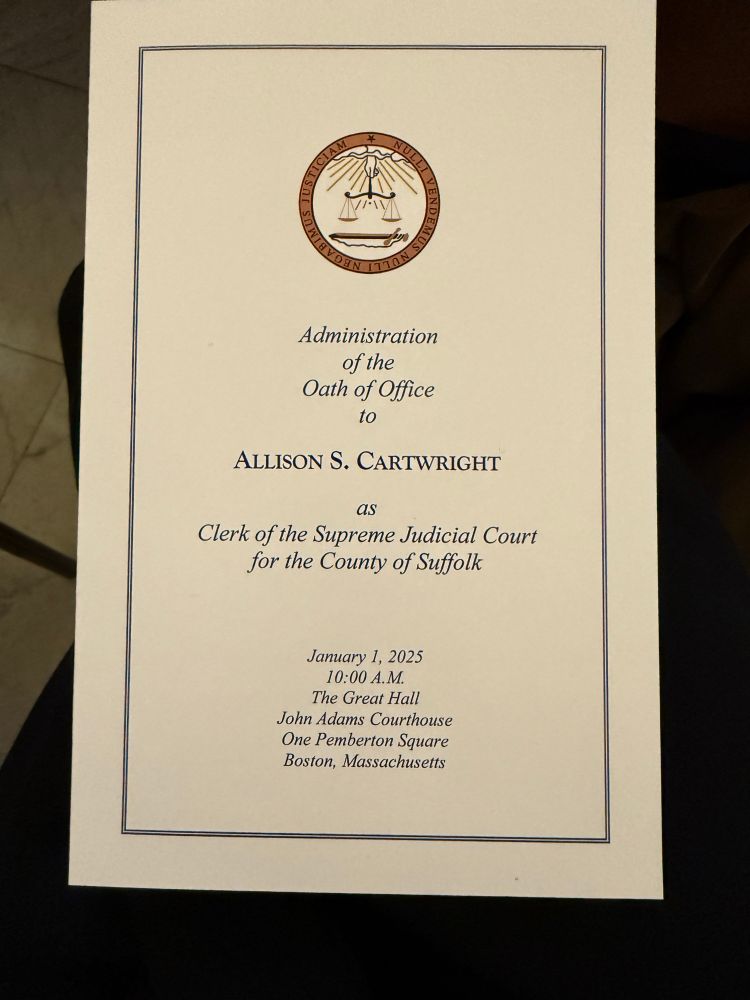 NULLI VENDEMUS NULLI NEGABIMUS JUSTICIAM
Administration
of the
Oath of Office
to
ALLISON S. CARTWRIGHT
as
Clerk of the Supreme Judicial Court
for the County of Suffolk
January 1, 2025
10:00 A.M.
The Great Hall
John Adams Courthouse
One Pemberton Square
Boston, Massachusetts